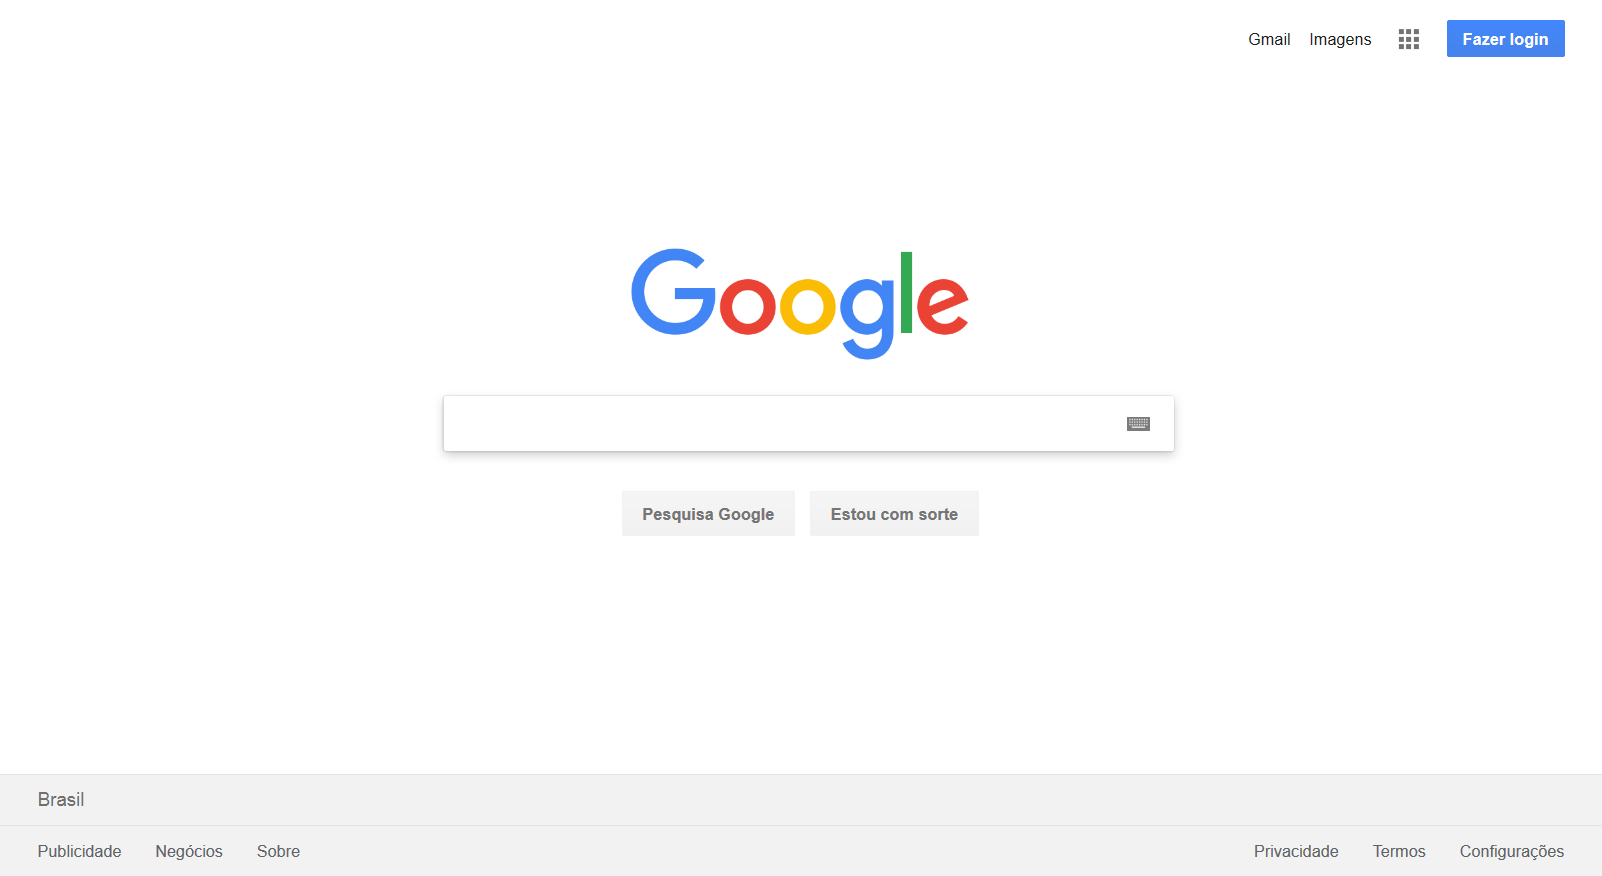 Gmail Imagens Fazer login
Google
Pesquisa Google Estou com sorte
Brasil
Publicidade Negócios Sobre Privacidade Termos Configurações